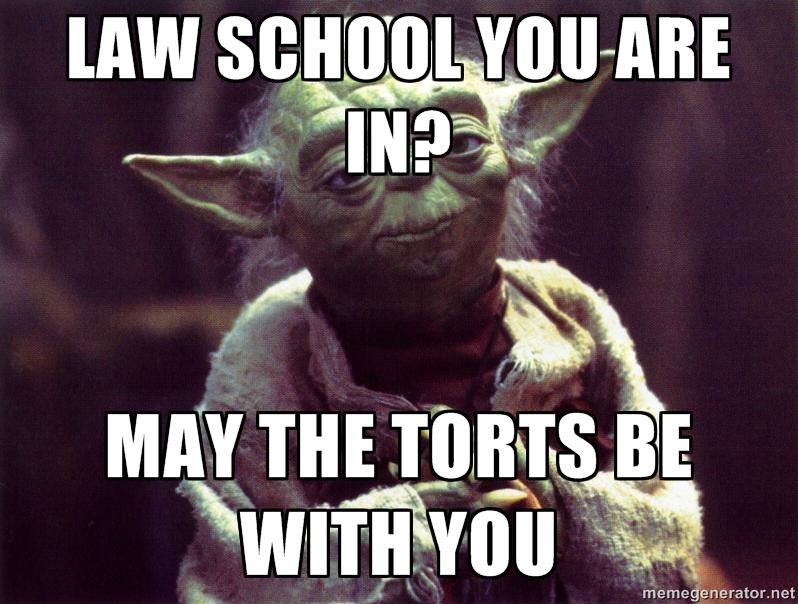 LAW SCHOOL YOU ARE
IN?
MAY THE TORTS BE
WITH YOU
memegenerator.net